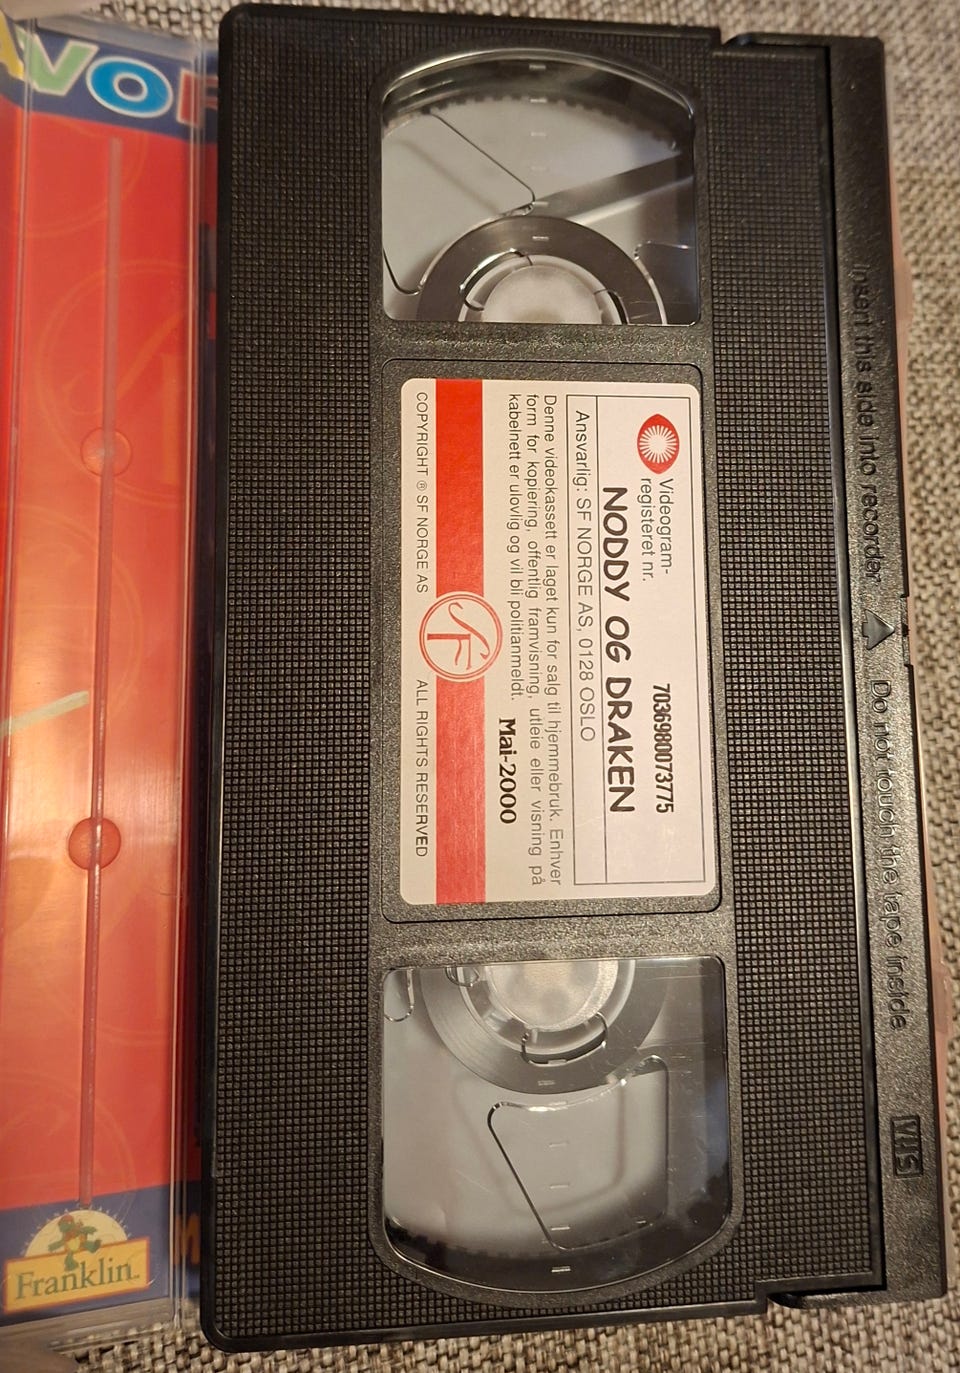 VO
Franklin
Videogram-
registeret nr.
7036980073775
NODDY OG DRAKEN
Ansvarlig: SF NORGE AS, 0128 OSLO
Denne videokassett er laget kun for salg til hjemmebruk. Enhver
form for kopiering, offentlig framvisning, utleie eller visning på
kabelnett er ulovlig og vil bli politianmeldt.
Mai-2000
SF
COPYRIGHT ® SF NORGE AS
ALL RIGHTS RESERVED
Insert this side into recorder
Do not touch the tape inside
VHS